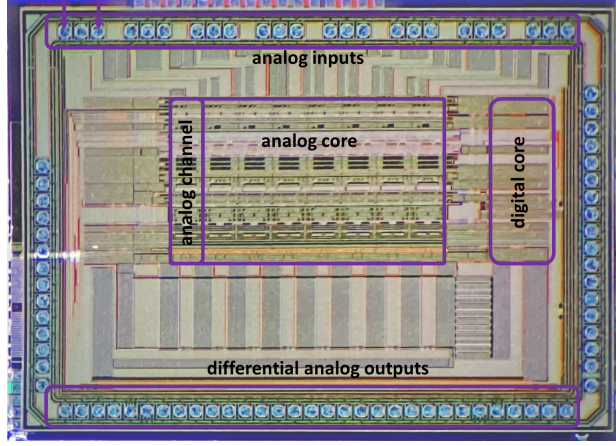 analog inputs
analog channel
analog core
digital core
differential analog outputs